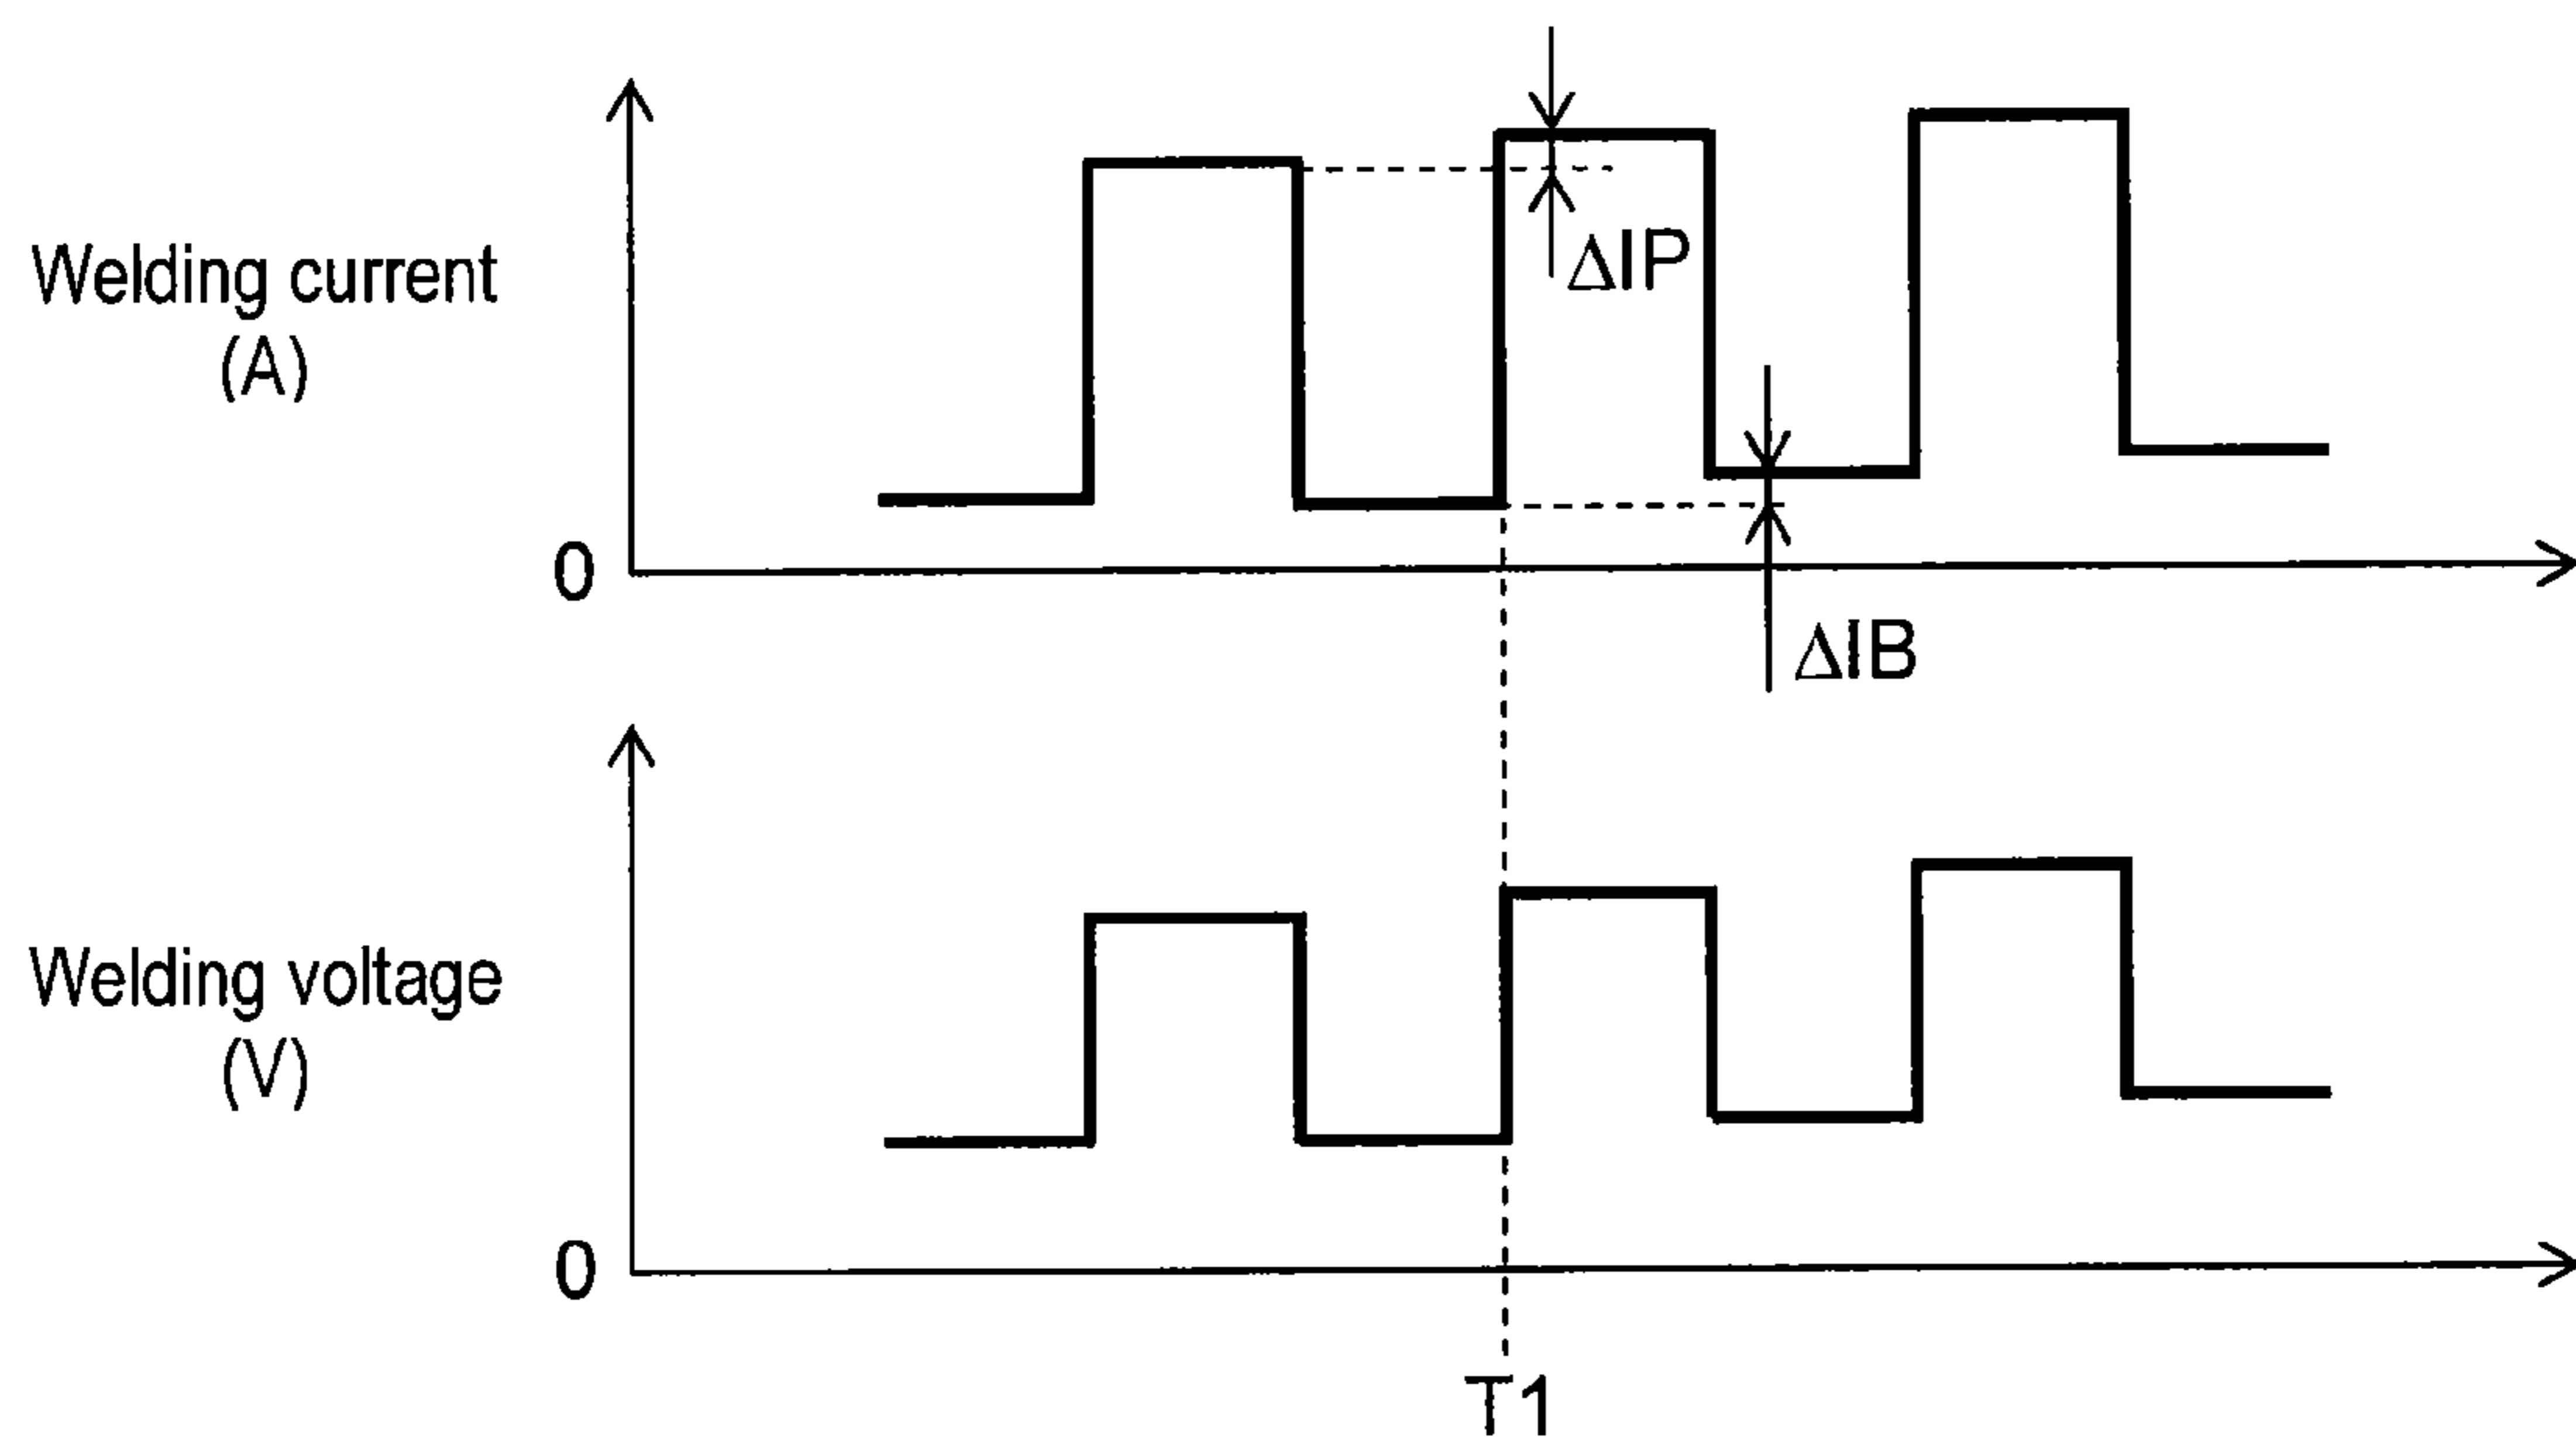 Welding current
(A)
ΔIP
0
ΔIB
Welding voltage
(V)
0
T1